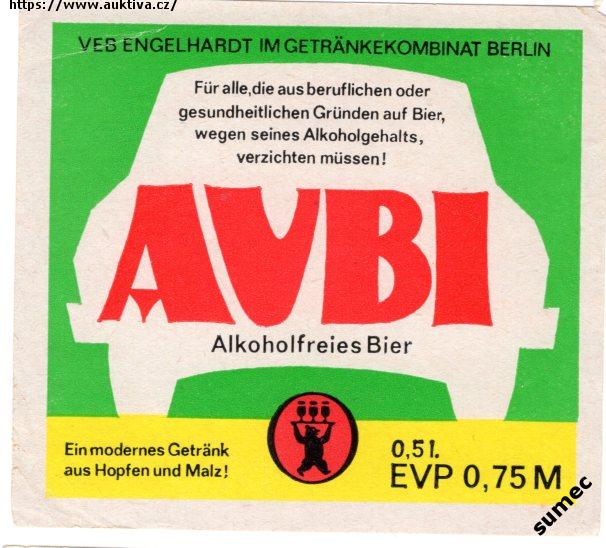 https://www.auktiva.cz/
VEB ENGELHARDT IM GETRÄNKEKOMBINAT BERLIN
Für alle,die aus beruflichen oder
gesundheitlichen Gründen auf Bier,
wegen seines Alkoholgehalts,
verzichten müssen!
AUBI
Alkoholfreies Bier
Ein modernes Getränk
aus Hopfen und Malz!
0,5 l.
EVP 0,75 M
sumec